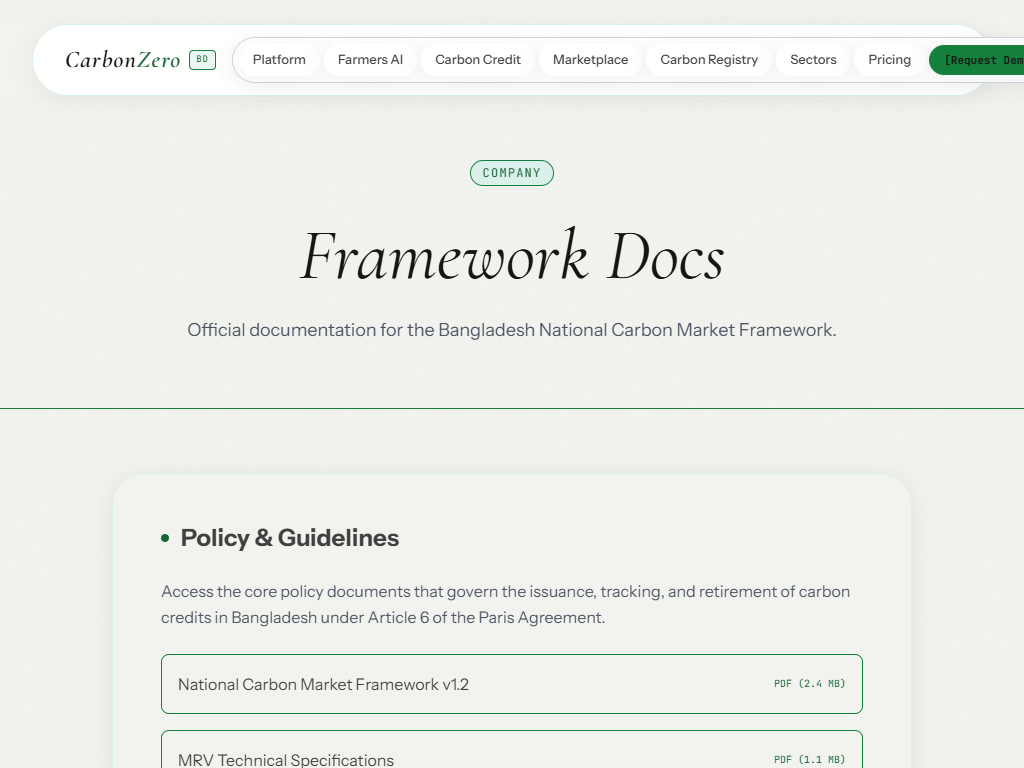 CarbonZero BD
Platform Farmers AI Carbon Credit Marketplace Carbon Registry Sectors Pricing [Request Dem
COMPANY
Framework Docs
Official documentation for the Bangladesh National Carbon Market Framework.
Policy & Guidelines
Access the core policy documents that govern the issuance, tracking, and retirement of carbon
credits in Bangladesh under Article 6 of the Paris Agreement.
National Carbon Market Framework v1.2 PDF (2.4 MB)
MRV Technical Specifications PDF (1.1 MB)